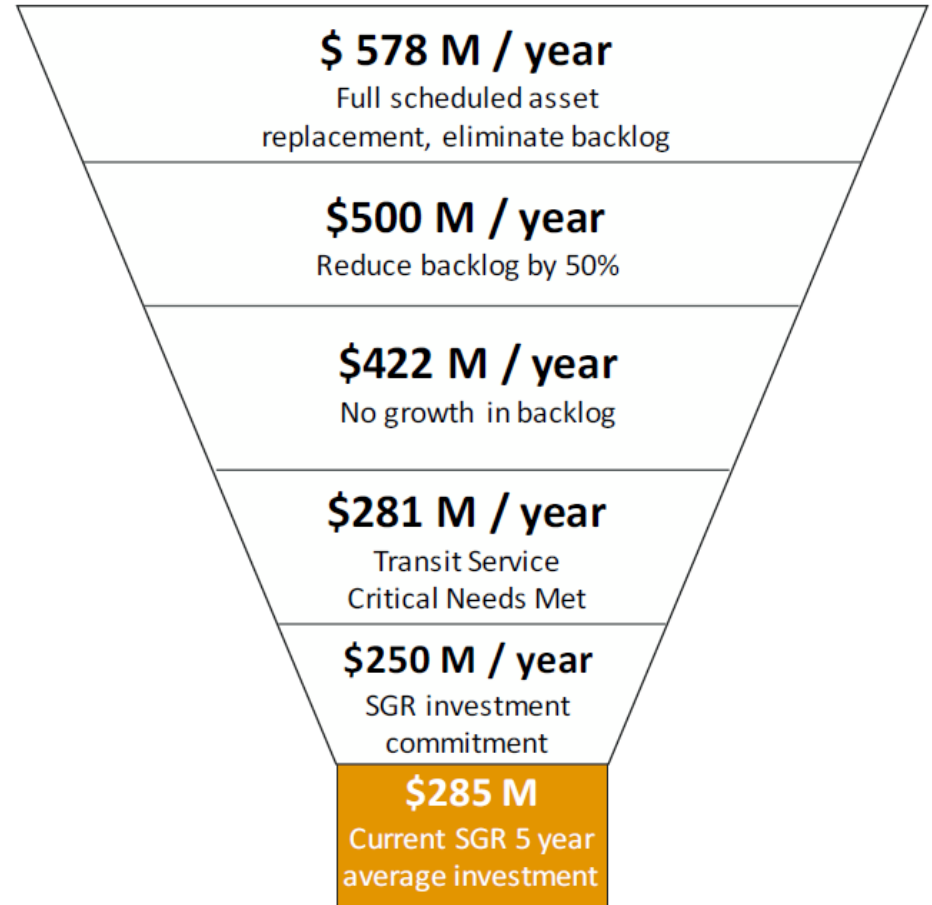 $ 578 M / year
Full scheduled asset
replacement, eliminate backlog
$500 M / year
Reduce backlog by 50%
$422 M / year
No growth in backlog
$281 M / year
Transit Service
Critical Needs Met
$250 M / year
SGR investment
commitment
$285 M
Current SGR 5 year
average investment